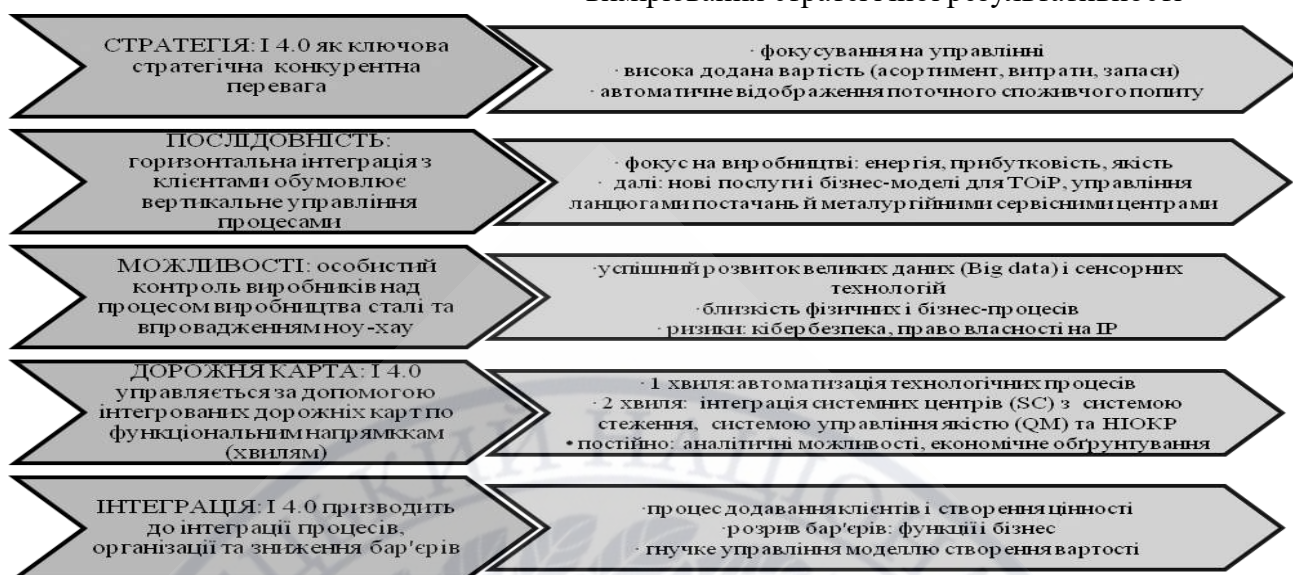 вимірювання стратегічної результативності
СТРАТЕГІЯ: І 4.0 як ключова
стратегічна конкурентна
перевага
· фокусування на управлінні
· висока додана вартість (асортимент, витрати, запаси)
· автоматичне відображення поточного споживчого попиту
ПОСЛІДОВНІСТЬ:
горизонтальна інтеграція з
клієнтами обумовлює
вертикальне управління
процесами
· фокус на виробництві: енергія, прибутковість, якість
· далі: нові послуги і бізнес-моделі для ТОіР, управління
ланцюгами постачань й металургійними сервісними центрами
МОЖЛИВОСТІ: особистий
контроль виробників над
процесом виробництва сталі та
впровадженням ноу-хау
·успішний розвиток великих даних (Big data) і сенсорних
технологій
·близкість фізичних і бізнес-процесів
· ризики: кібербезпека, право власності на ІР
ДОРОЖНЯ КАРТА: І 4.0
управляється за допомогою
інтегрованих дорожніх карт по
функціональним напрямккам
(хвилям)
· 1 хвиля: автоматизація технологічних процесів
· 2 хвиля: інтеграція системних центрів (SC) з системою
стеження, системою управління якістю (QM) та НІОКР
• постійно: аналітичні можливості, економічне обґрунтування
ІНТЕГРАЦІЯ: І 4.0 призводить
до інтеграції процесів,
організації та зниження бар'єрів
·процес додавання клієнтів і створення цінності
·розрив бар'єрів: функції і бізнес
· гнучке управління моделлю створення вартості